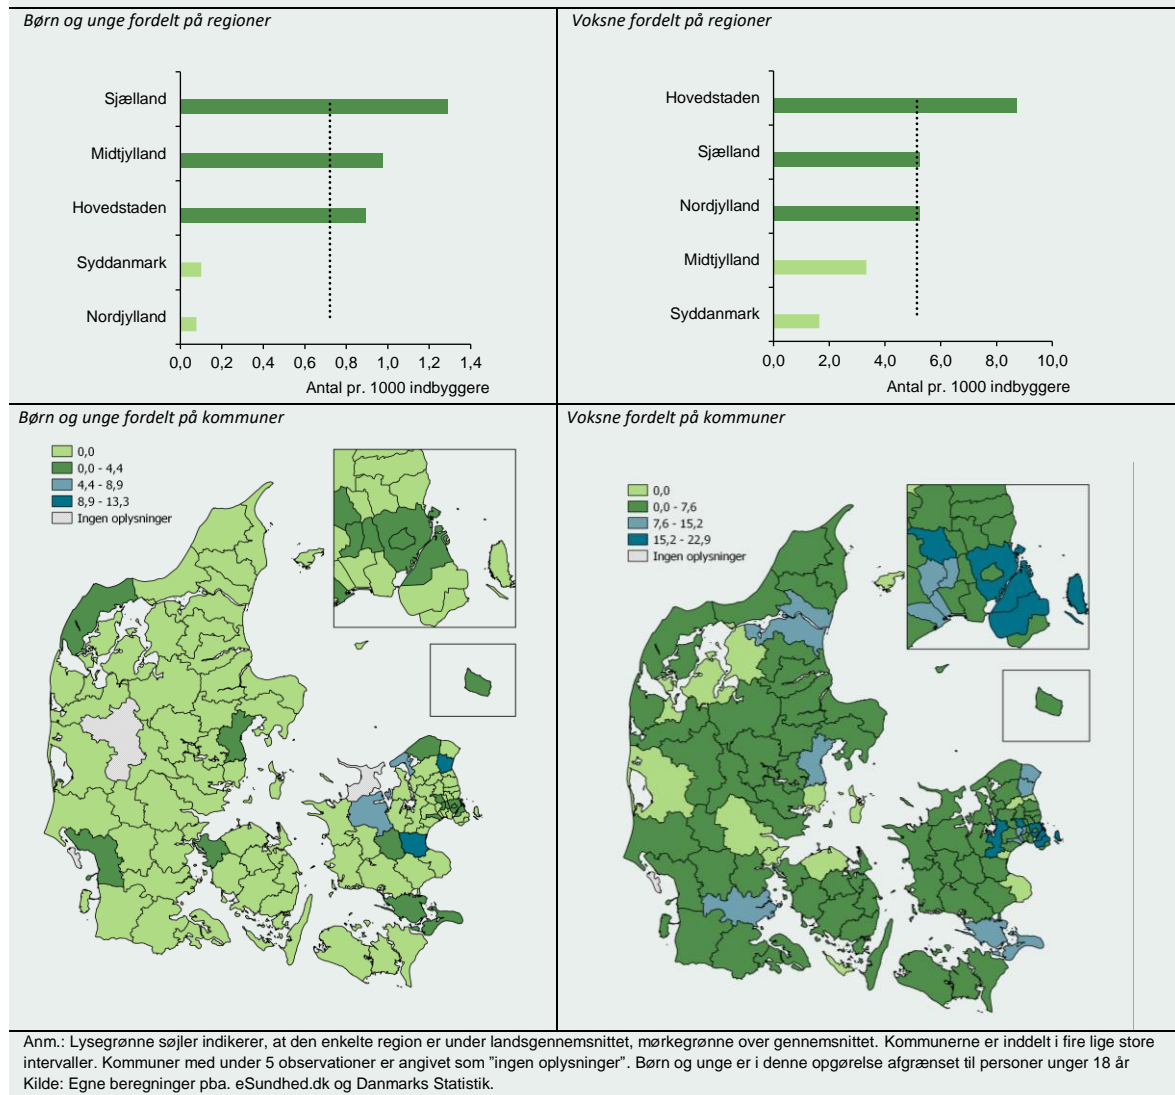 Børn og unge fordelt på regioner
Sjælland
Midtjylland
Hovedstaden
Syddanmark
Nordjylland
0,0 0,2 0,4 0,6 0,8 1,0 1,2 1,4
Antal pr. 1000 indbyggere
Voksne fordelt på regioner
Hovedstaden
Sjælland
Nordjylland
Midtjylland
Syddanmark
0,0 2,0 4,0 6,0 8,0 10,0
Antal pr. 1000 indbyggere
Børn og unge fordelt på kommuner
0,0
0,0 - 4,4
4,4 - 8,9
8,9 - 13,3
Ingen oplysninger
Voksne fordelt på kommuner
0,0
0,0 - 7,6
7,6 - 15,2
15,2 - 22,9
Ingen oplysninger
Anm.: Lysegrønne søjler indikerer, at den enkelte region er under landsgennemsnittet, mørkegrønne over gennemsnittet. Kommunerne er inddelt i fire lige store
intervaller. Kommuner med under 5 observationer er angivet som ”ingen oplysninger”. Børn og unge er i denne opgørelse afgrænset til personer unger 18 år
Kilde: Egne beregninger pba. eSundhed.dk og Danmarks Statistik.